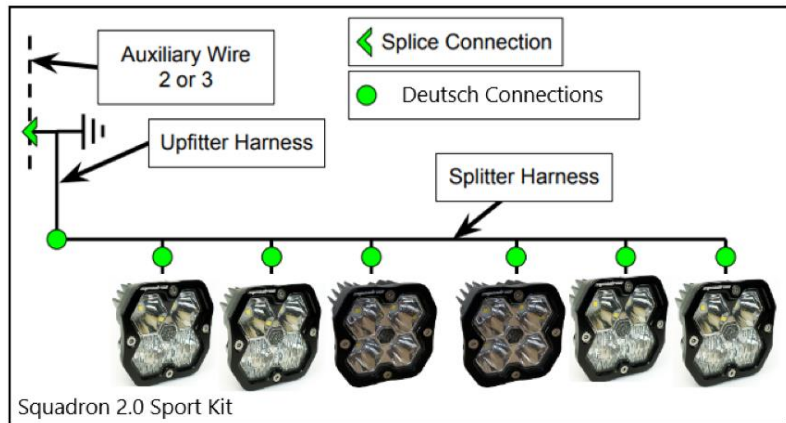 Auxiliary Wire
2 or 3
Splice Connection
Deutsch Connections
Upfitter Harness
Splitter Harness
Squadron 2.0 Sport Kit